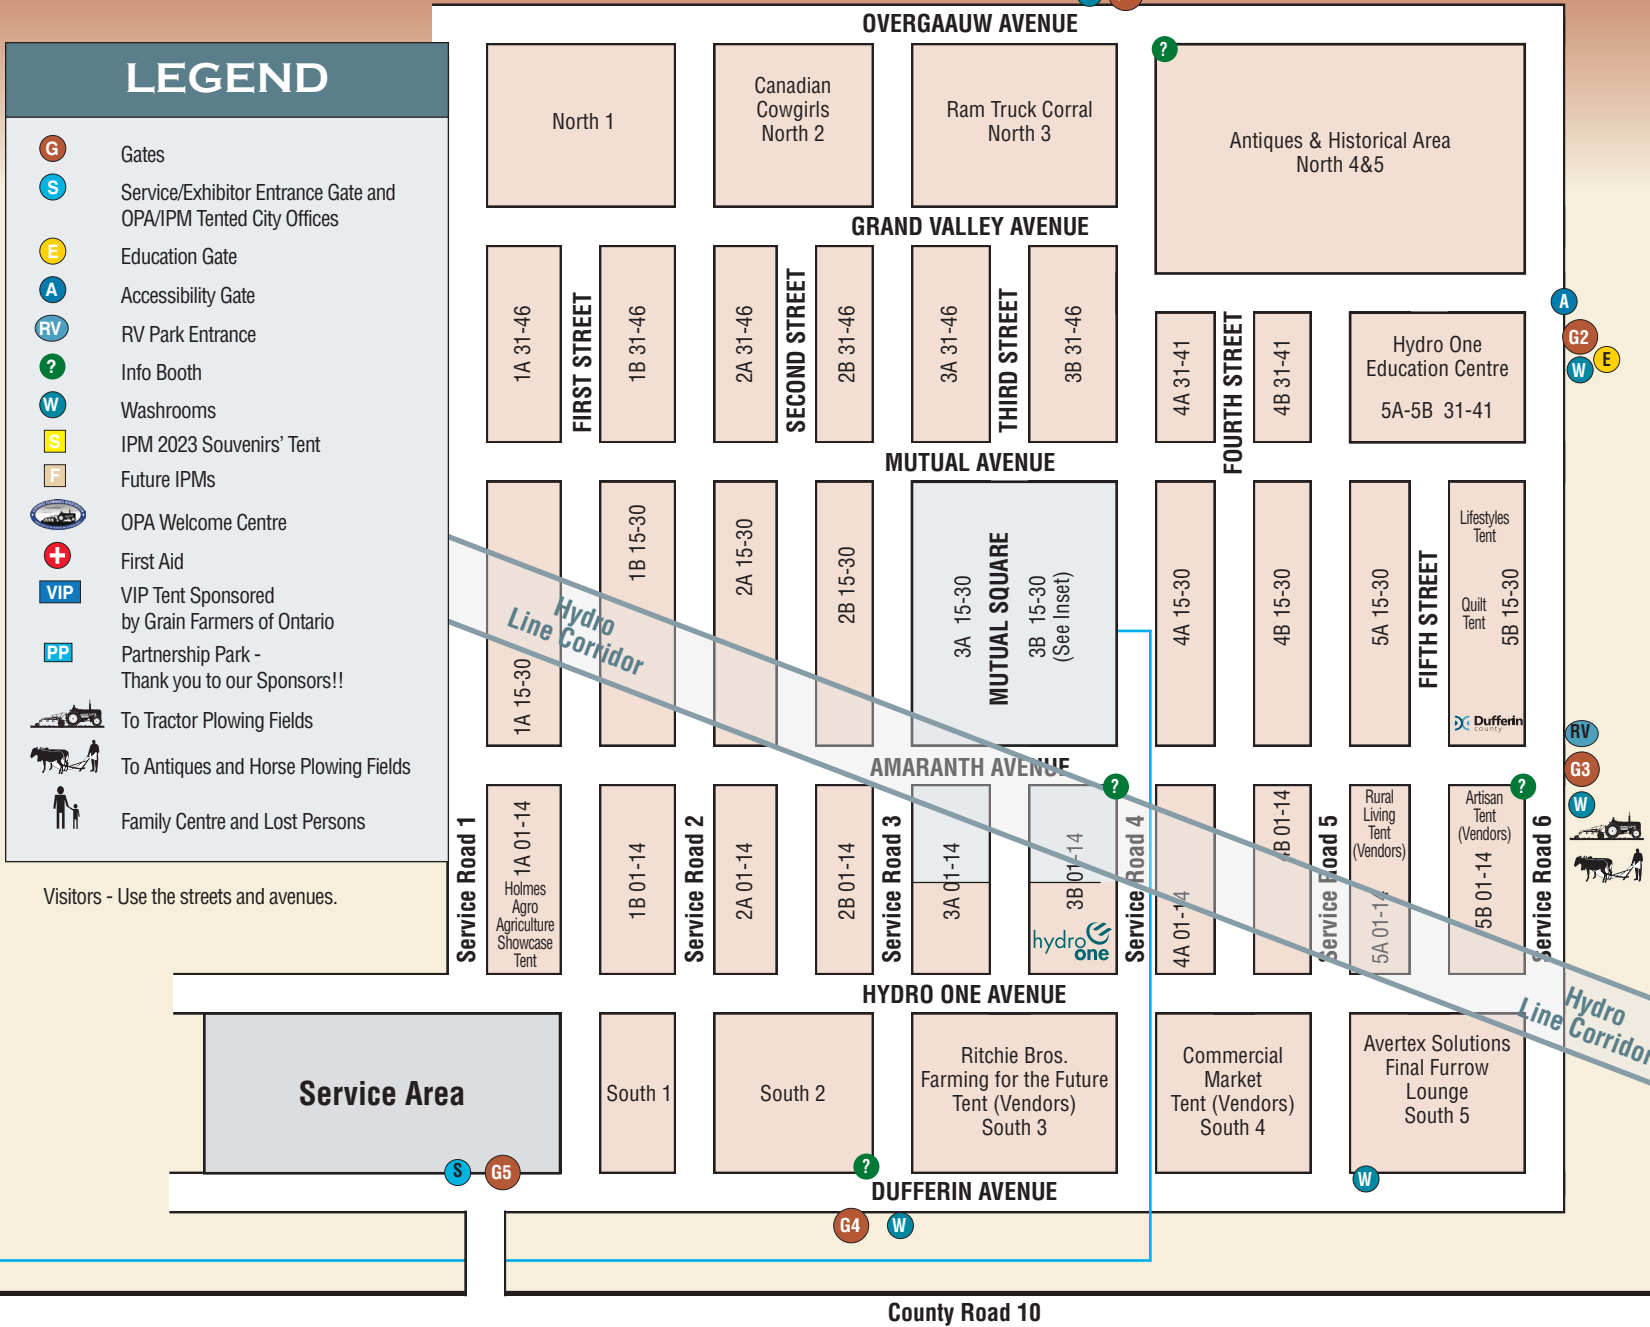 OVERGAAUW AVENUE
LEGEND
G
Gates
S
Service/Exhibitor Entrance Gate and
OPA/IPM Tented City Offices
E
Education Gate
A
Accessibility Gate
RV
RV Park Entrance
?
Info Booth
W
Washrooms
S
IPM 2023 Souvenirs' Tent
F
Future IPMs
OPA Welcome Centre
First Aid
VIP
VIP Tent Sponsored
by Grain Farmers of Ontario
PP
Partnership Park -
Thank you to our Sponsors!!
To Tractor Plowing Fields
To Antiques and Horse Plowing Fields
Family Centre and Lost Persons
Visitors - Use the streets and avenues.
North 1
Canadian
Cowgirls
North 2
Ram Truck Corral
North 3
?
Antiques & Historical Area
North 4&5
GRAND VALLEY AVENUE
1A 31-46
FIRST STREET
1B 31-46
2A 31-46
SECOND STREET
2B 31-46
3A 31-46
THIRD STREET
3B 31-46
4A 31-41
FOURTH STREET
4B 31-41
Hydro One
Education Centre
5A-5B 31-41
A
G2
E
W
MUTUAL AVENUE
1A 15-30
1B 15-30
2A 15-30
2B 15-30
3A 15-30
MUTUAL SQUARE
3B 15-30
(See Inset)
4A 15-30
4B 15-30
5A 15-30
FIFTH STREET
Lifestyles
Tent
Quilt
Tent
5B 15-30
Dufferin
county
Hydro
Line Corridor
RV
G3
W
AMARANTH AVENUE
?
?
Service Road 1
1A 01-14
Holmes
Agro
Agriculture
Showcase
Tent
1B 01-14
Service Road 2
2A 01-14
2B 01-14
Service Road 3
3A 01-14
3B 01-14
hydro
one
Service Road 4
4A 01-14
4B 01-14
Service Road 5
Rural
Living
Tent
(Vendors)
5A 01-14
Artisan
Tent
(Vendors)
5B 01-14
Service Road 6
HYDRO ONE AVENUE
Hydro
Line Corridor
Service Area
South 1
South 2
Ritchie Bros.
Farming for the Future
Tent (Vendors)
South 3
Commercial
Market
Tent (Vendors)
South 4
Avertex Solutions
Final Furrow
Lounge
South 5
S
G5
?
W
DUFFERIN AVENUE
G4
W
County Road 10